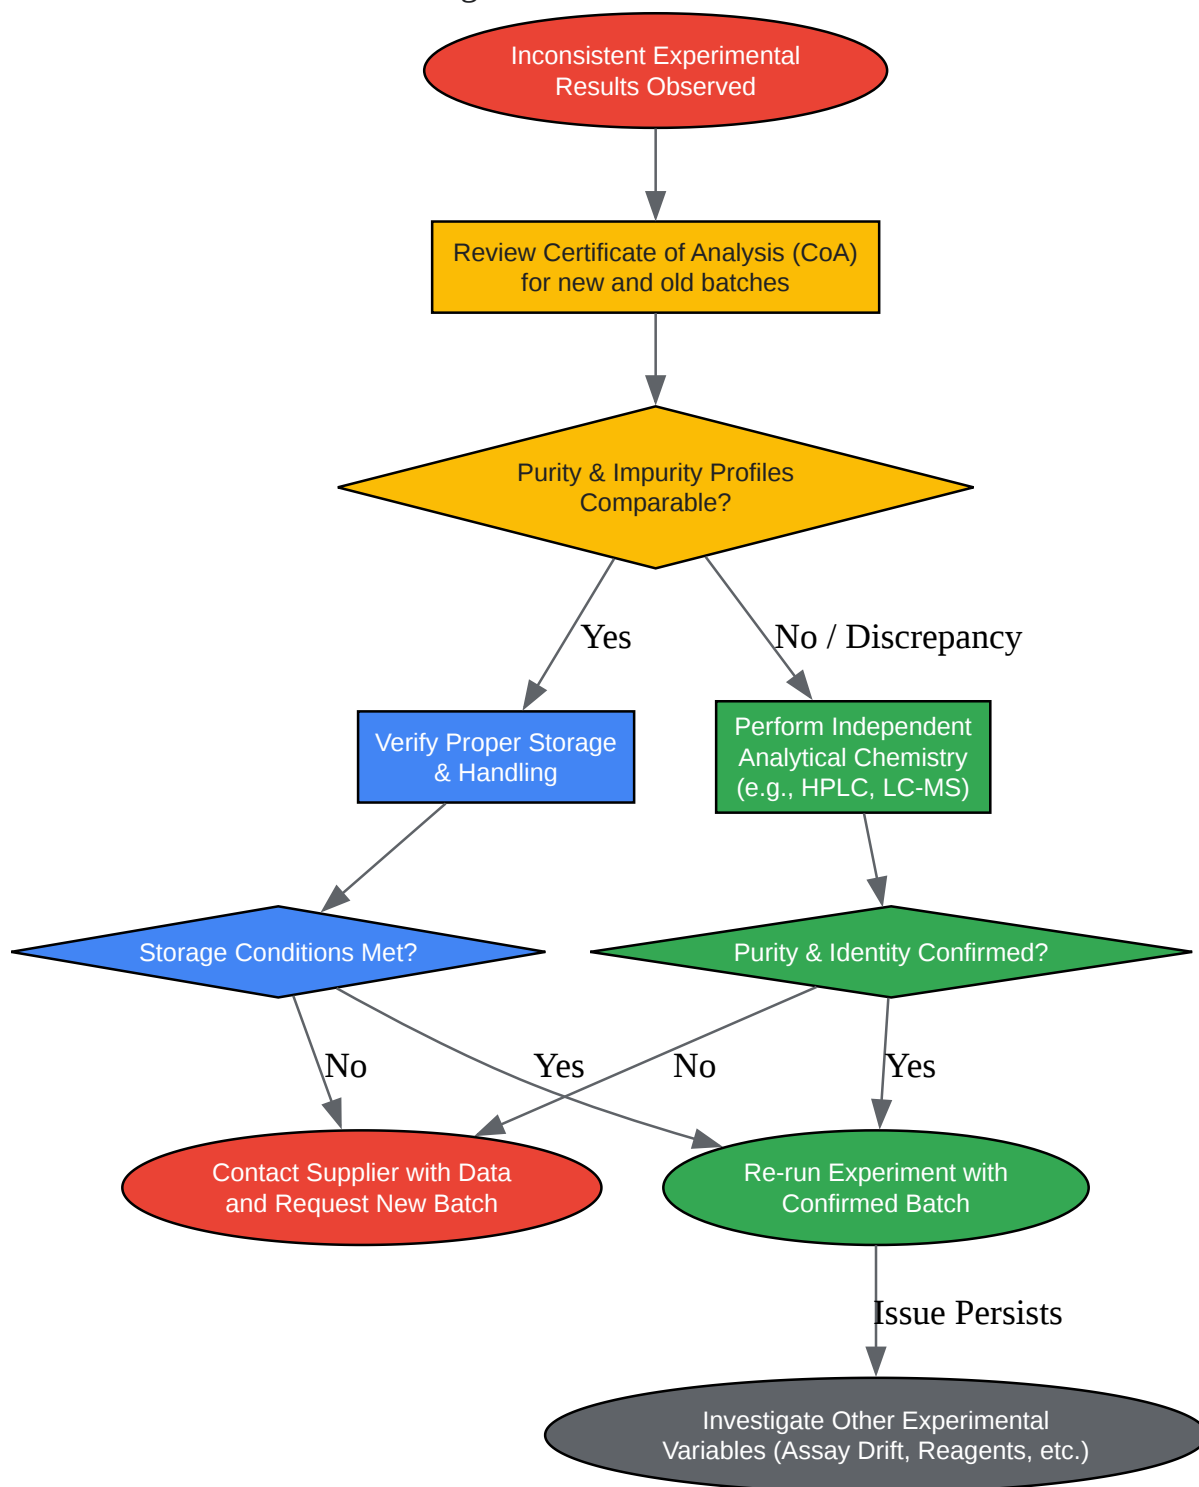 Inconsistent Experimental
Results Observed
Review Certificate of Analysis (CoA)
for new and old batches
Purity & Impurity Profiles
Comparable?
Yes
No / Discrepancy
Verify Proper Storage
& Handling
Perform Independent
Analytical Chemistry
(e.g., HPLC, LC-MS)
Storage Conditions Met?
Purity & Identity Confirmed?
No
Yes
No
Yes
Contact Supplier with Data
and Request New Batch
Re-run Experiment with
Confirmed Batch
Issue Persists
Investigate Other Experimental
Variables (Assay Drift, Reagents, etc.)